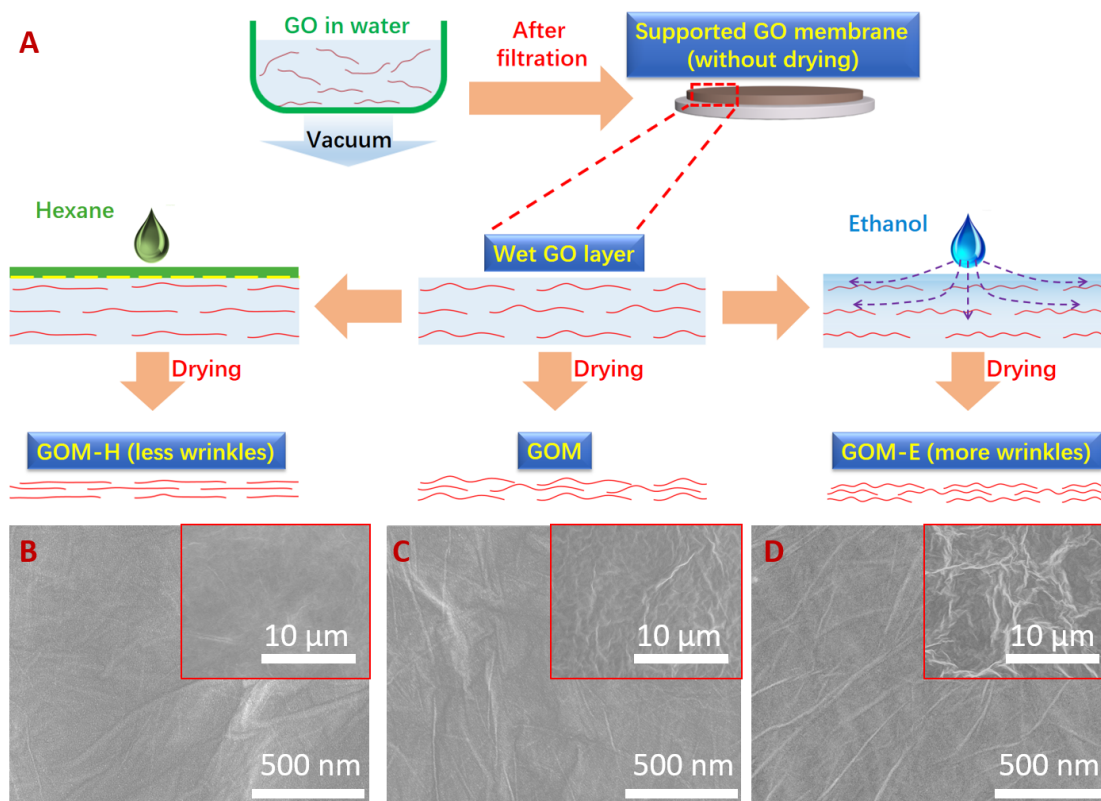 A
GO in water
After
filtration
Supported GO membrane
(without drying)
Vacuum
Hexane
Wet GO layer
Ethanol
Drying
Drying
Drying
GOM-H (less wrinkles)
GOM
GOM-E (more wrinkles)
B
10 μm
500 nm
C
10 μm
500 nm
D
10 μm
500 nm